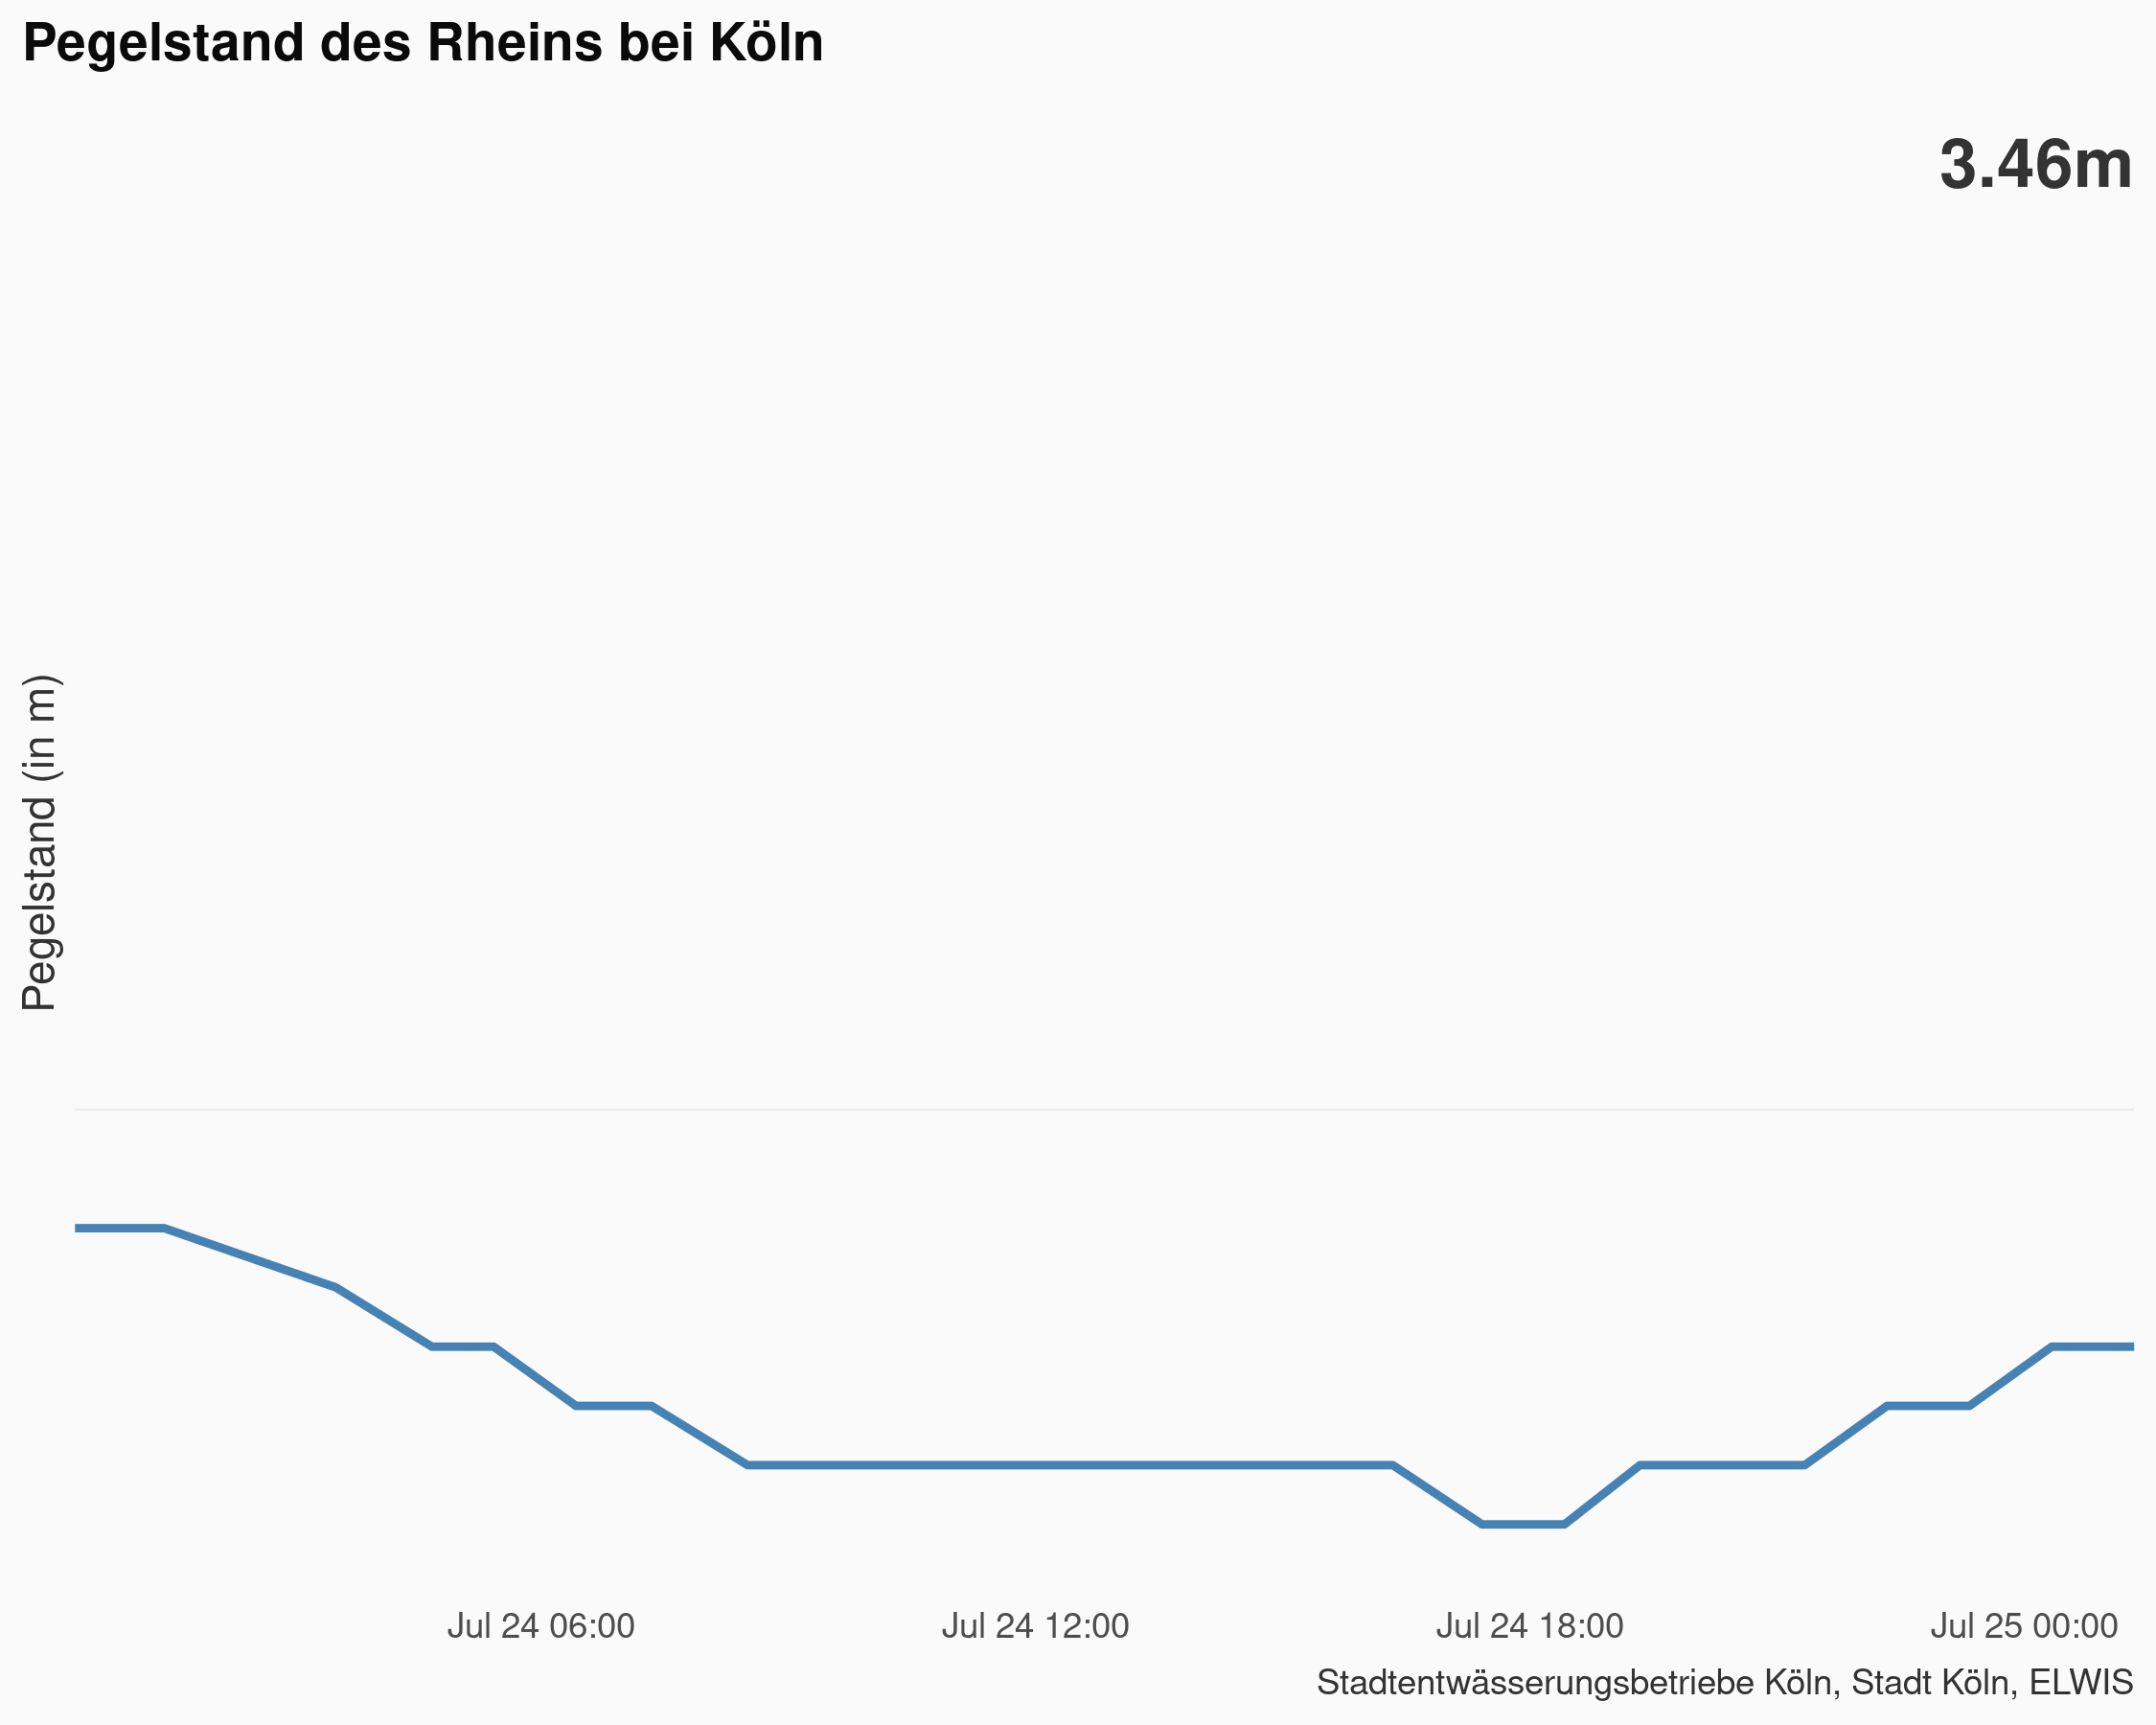 Pegelstand des Rheins bei Köln
3.46m
Pegelstand (in m)
Jul 24 06:00 Jul 24 12:00 Jul 24 18:00 Jul 25 00:00
Stadtentwässerungsbetriebe Köln, Stadt Köln, ELWIS